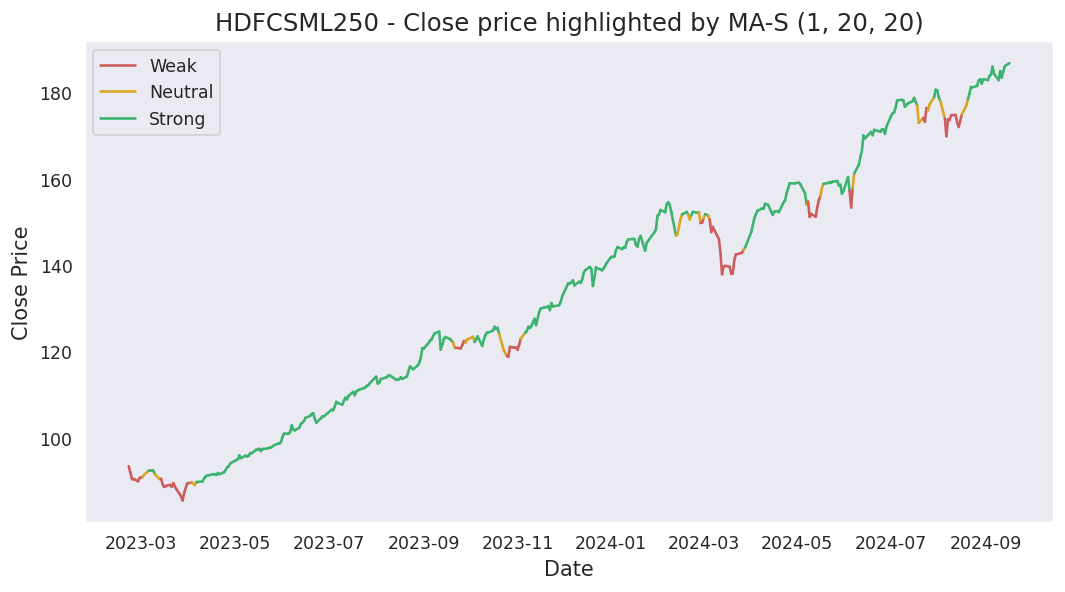 HDFCSML250 - Close price highlighted by MA-S (1, 20, 20)
Weak
Neutral
Strong
180
160
140
120
100
Close Price
2023-03 2023-05 2023-07 2023-09 2023-11 2024-01 2024-03 2024-05 2024-07 2024-09
Date